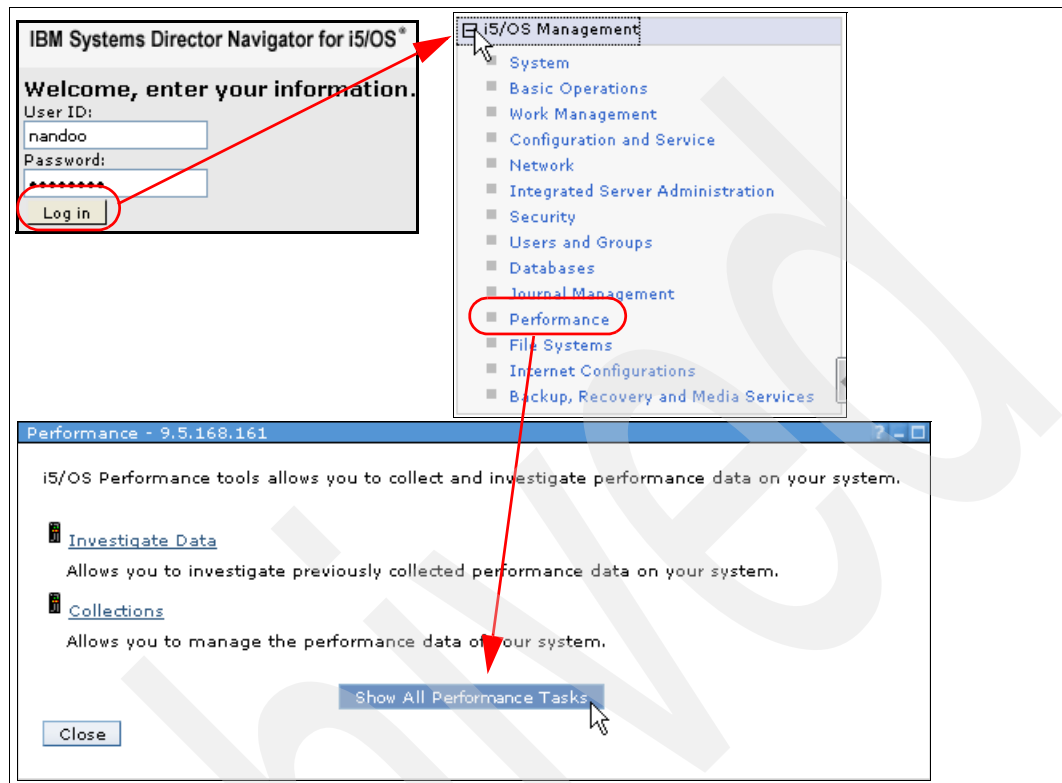 IBM Systems Director Navigator for i5/OS®
Welcome, enter your information.
User ID:
nandoo
Password:
••••••••
Log in
i5/OS Management
System
Basic Operations
Work Management
Configuration and Service
Network
Integrated Server Administration
Security
Users and Groups
Databases
Journal Management
Performance
File Systems
Internet Configurations
Backup, Recovery and Media Services
Performance - 9.5.168.161
i5/OS Performance tools allows you to collect and investigate performance data on your system.
Investigate Data
Allows you to investigate previously collected performance data on your system.
Collections
Allows you to manage the performance data of your system.
Show All Performance Tasks
Close